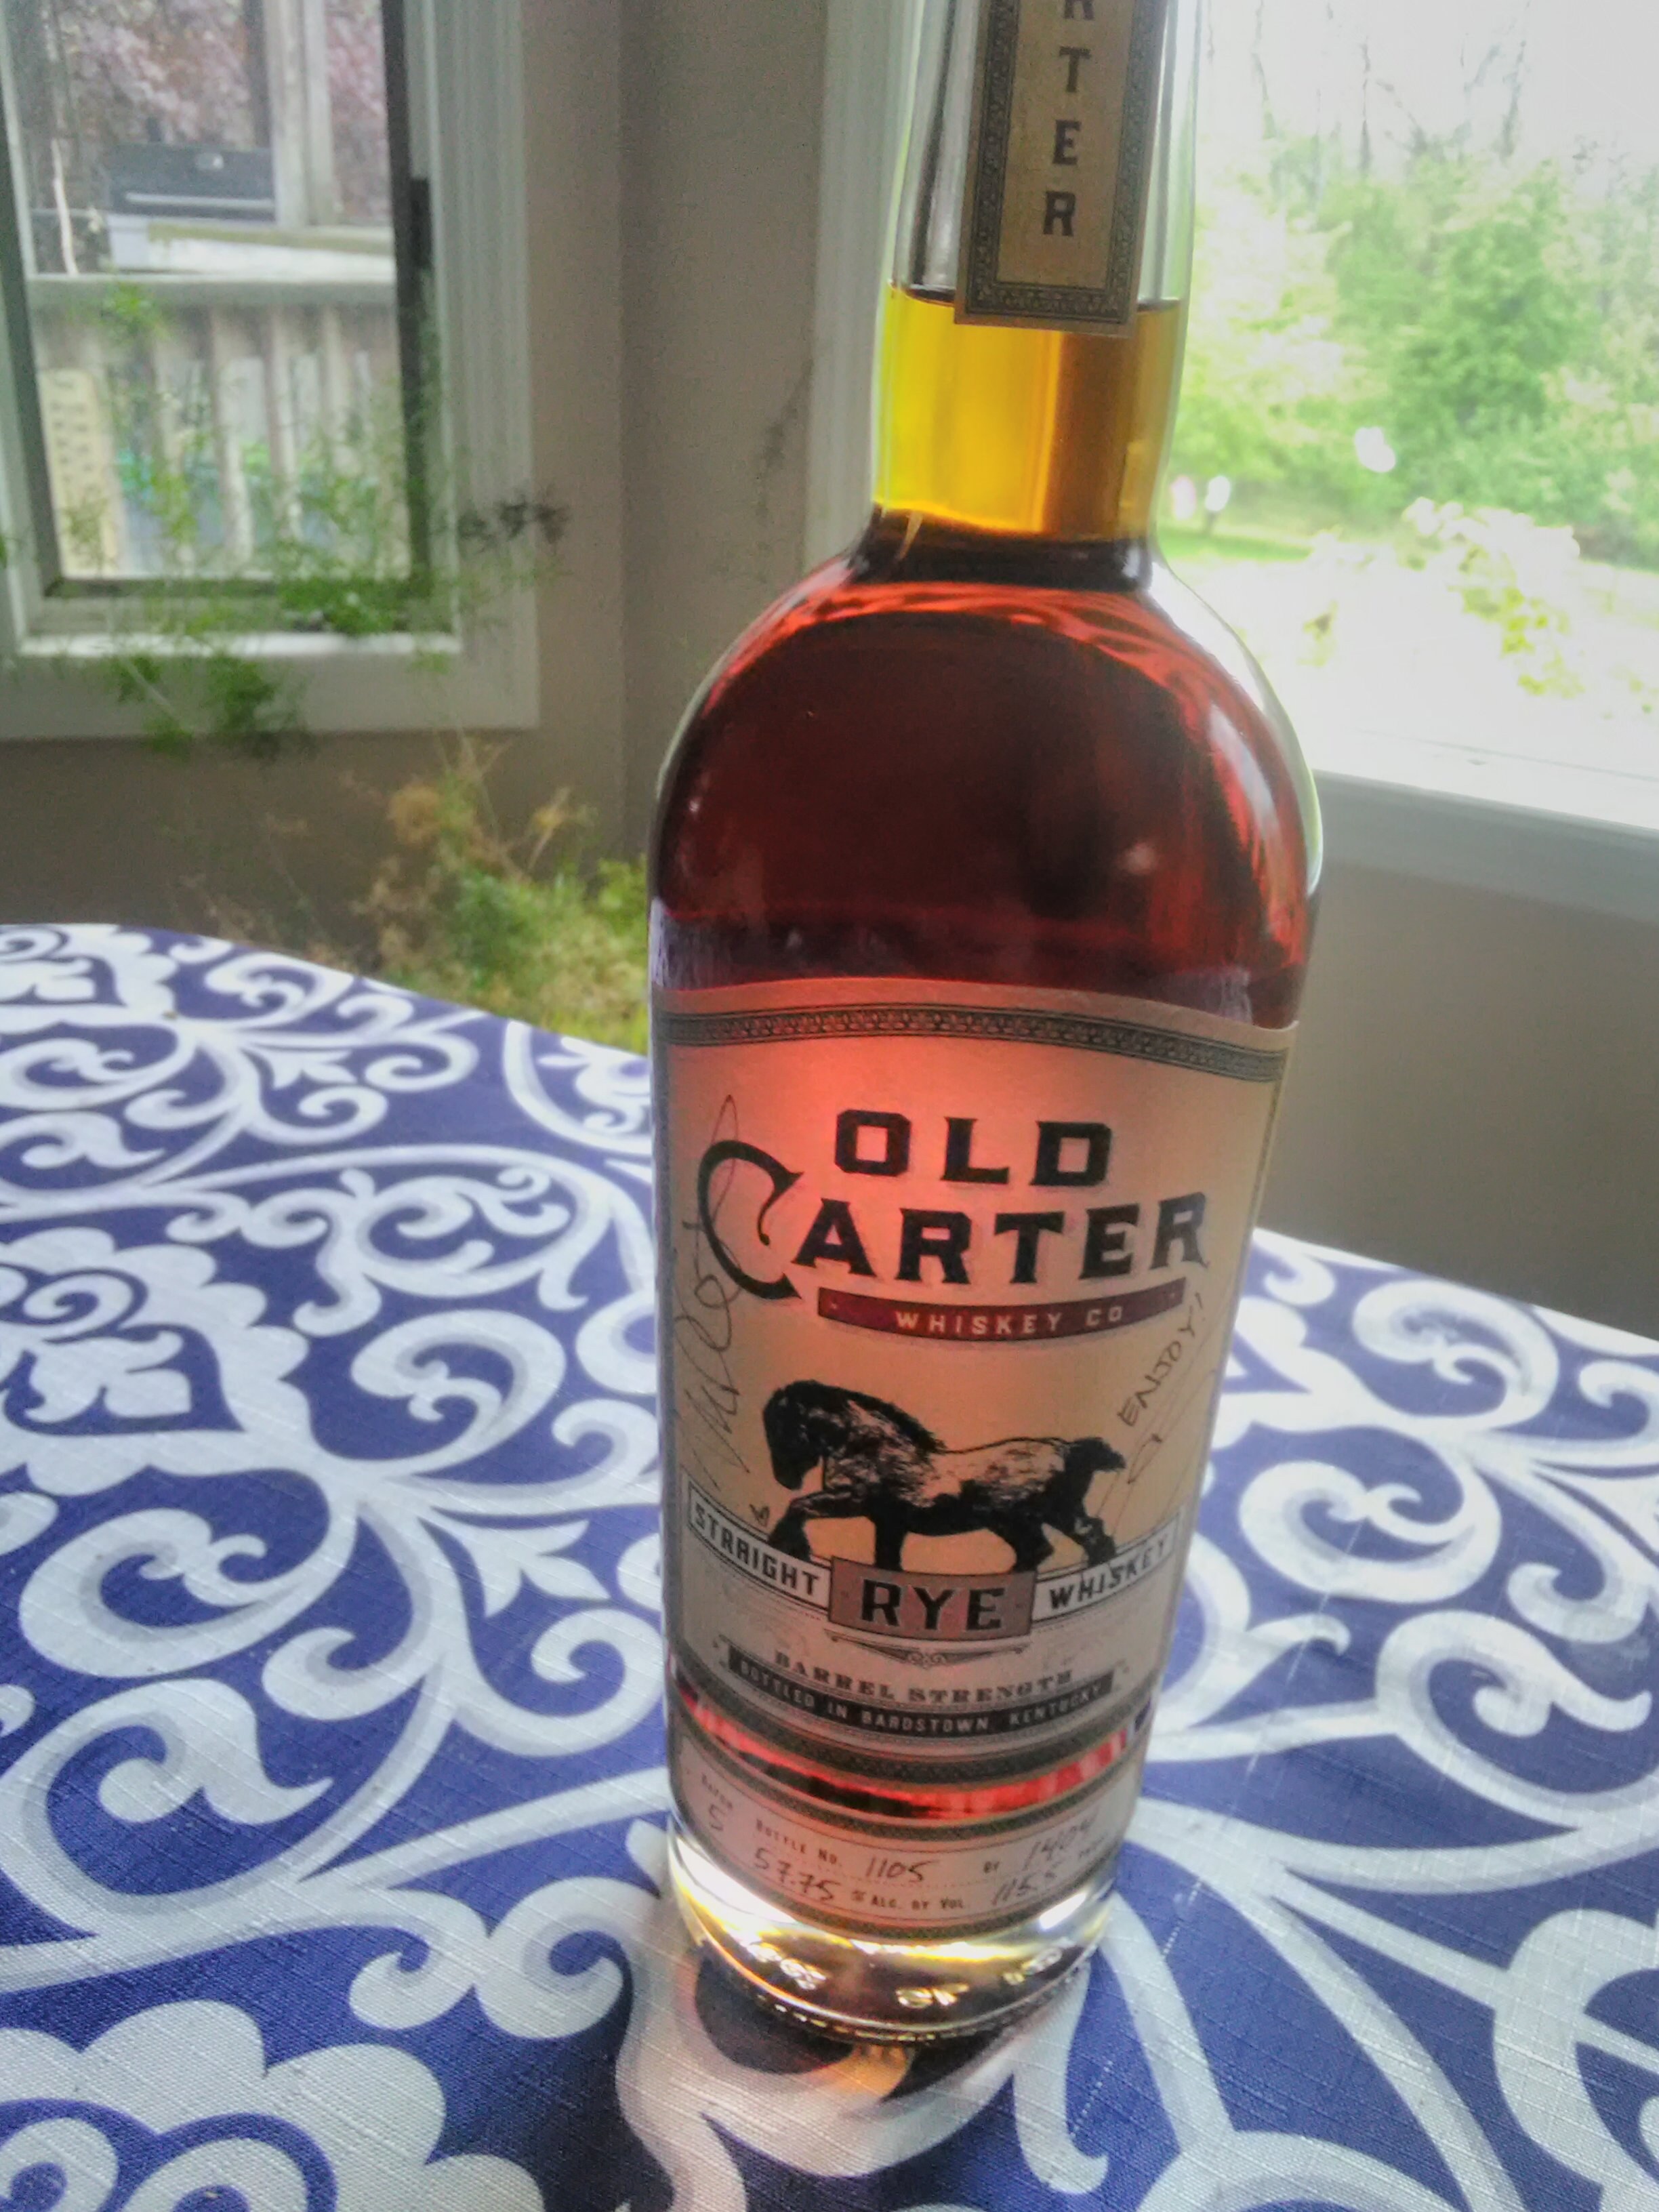 RTER
OLD
CARTER
WHISKEY CO
ENJOY!
STRAIGHT RYE WHISKEY
BARREL STRENGTH
BOTTLED IN BARDSTOWN, KENTUCKY
BATCH 5 BOTTLE NO. 1105 OF
57.75 % ALC. BY VOL 115.5